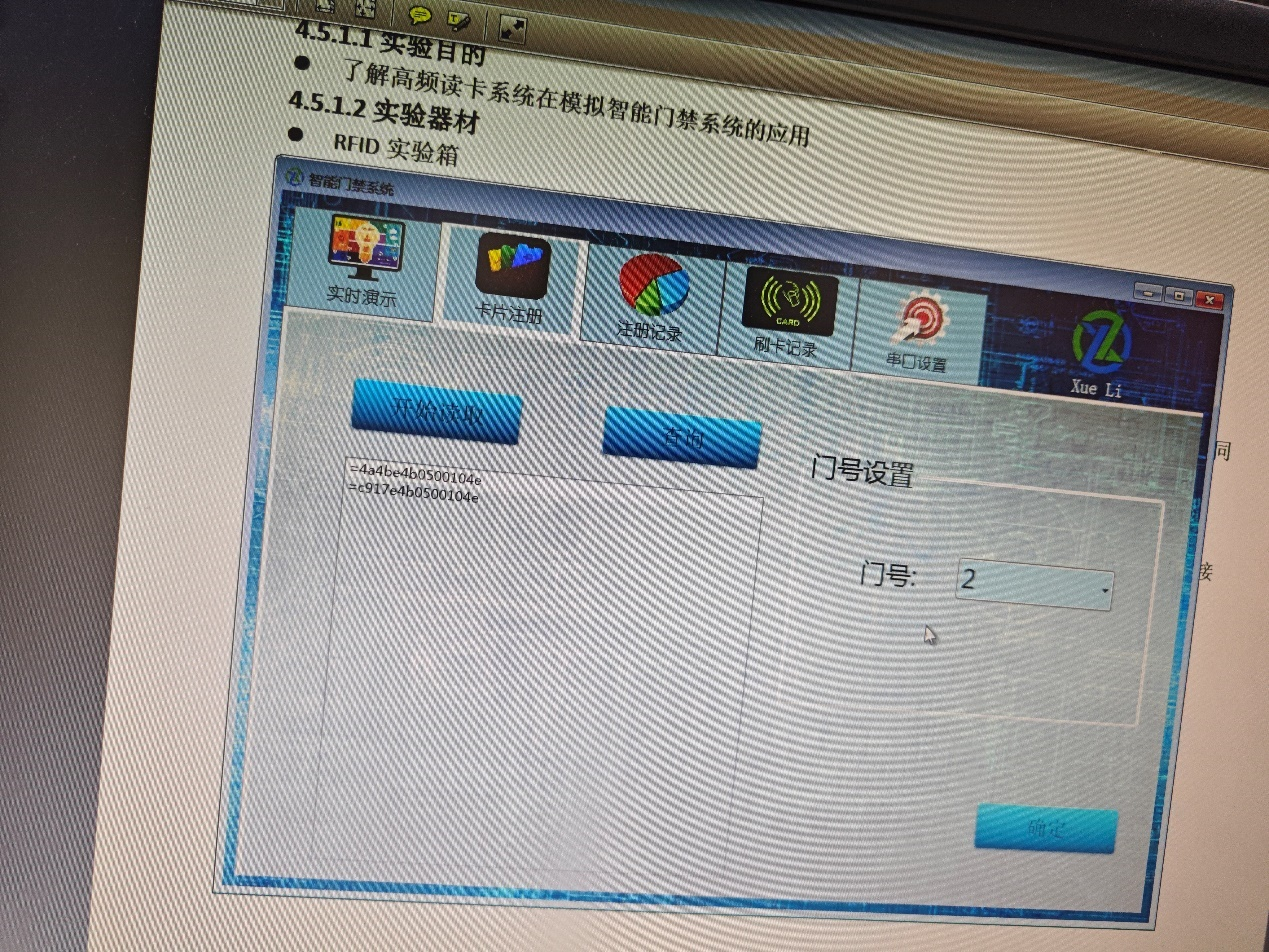 4.5.1.1 实验目的
● 了解高频读卡系统在模拟智能门禁系统的应用
4.5.1.2 实验器材
● RFID 实验箱
智能门禁系统
实时演示
卡片注册
注册记录
CARD
刷卡记录
串口设置
Xue Li
开始读取
查询
=4a4be4b0500104e
=c917e4b0500104e
门号设置
门号: 2
确定
同
接